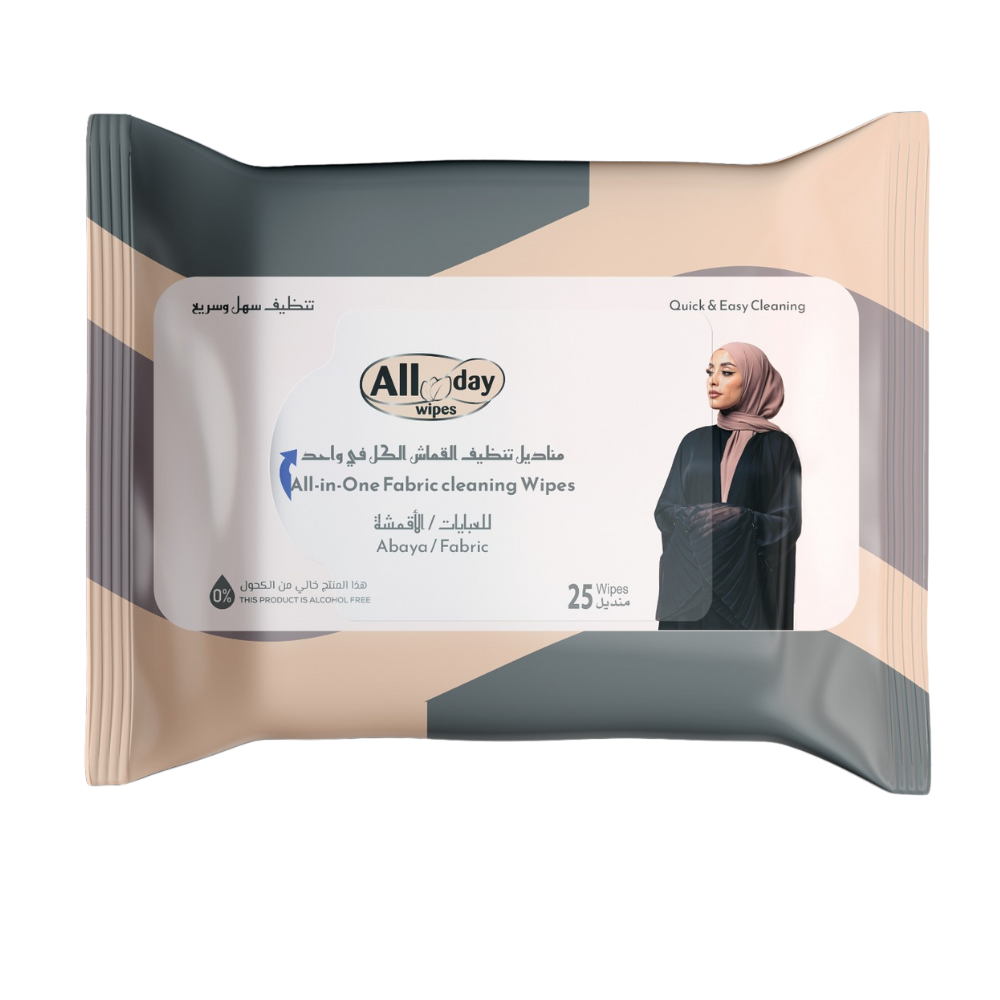 تنظيف سهل وسريع
Quick & Easy Cleaning
All day
wipes
مناديل تنظيف القماش الكل في واحد
All-in-One Fabric cleaning Wipes
للعبايات / الأقمشة
Abaya / Fabric
0%
هذا المنتج خالي من الكحول
THIS PRODUCT IS ALCOHOL FREE
25 Wipes
منديل